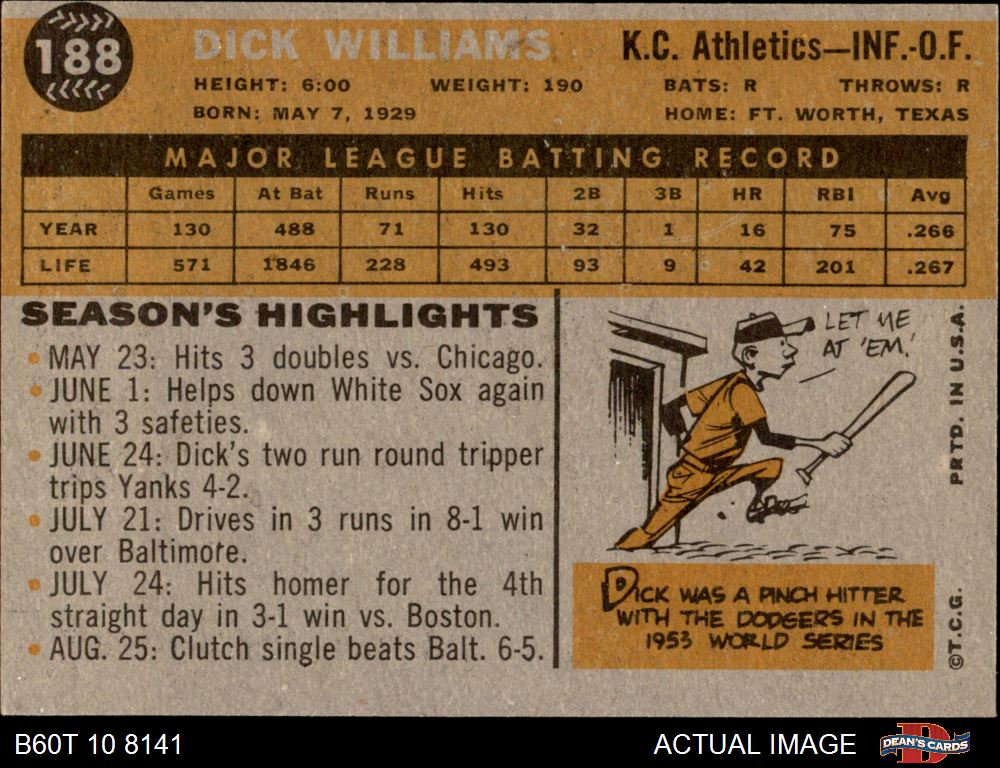 188
DICK WILLIAMS
K.C. Athletics—INF.-O.F.
HEIGHT: 6:00 WEIGHT: 190 BATS: R THROWS: R
BORN: MAY 7, 1929 HOME: FT. WORTH, TEXAS
MAJOR LEAGUE BATTING RECORD
Games At Bat Runs Hits 2B 3B HR RBI Avg
YEAR 130 488 71 130 32 1 16 75 .266
LIFE 571 1846 228 493 93 9 42 201 .267
SEASON'S HIGHLIGHTS
• MAY 23: Hits 3 doubles vs. Chicago.
• JUNE 1: Helps down White Sox again
with 3 safeties.
• JUNE 24: Dick's two run round tripper
trips Yanks 4-2.
• JULY 21: Drives in 3 runs in 8-1 win
over Baltimore.
• JULY 24: Hits homer for the 4th
straight day in 3-1 win vs. Boston.
• AUG. 25: Clutch single beats Balt. 6-5.
LET ME
AT 'EM!
DICK WAS A PINCH HITTER
WITH THE DODGERS IN THE
1953 WORLD SERIES
PRTD. IN U.S.A.
©T.C.G.
B60T 10 8141
ACTUAL IMAGE
D
DEAN'S CARDS